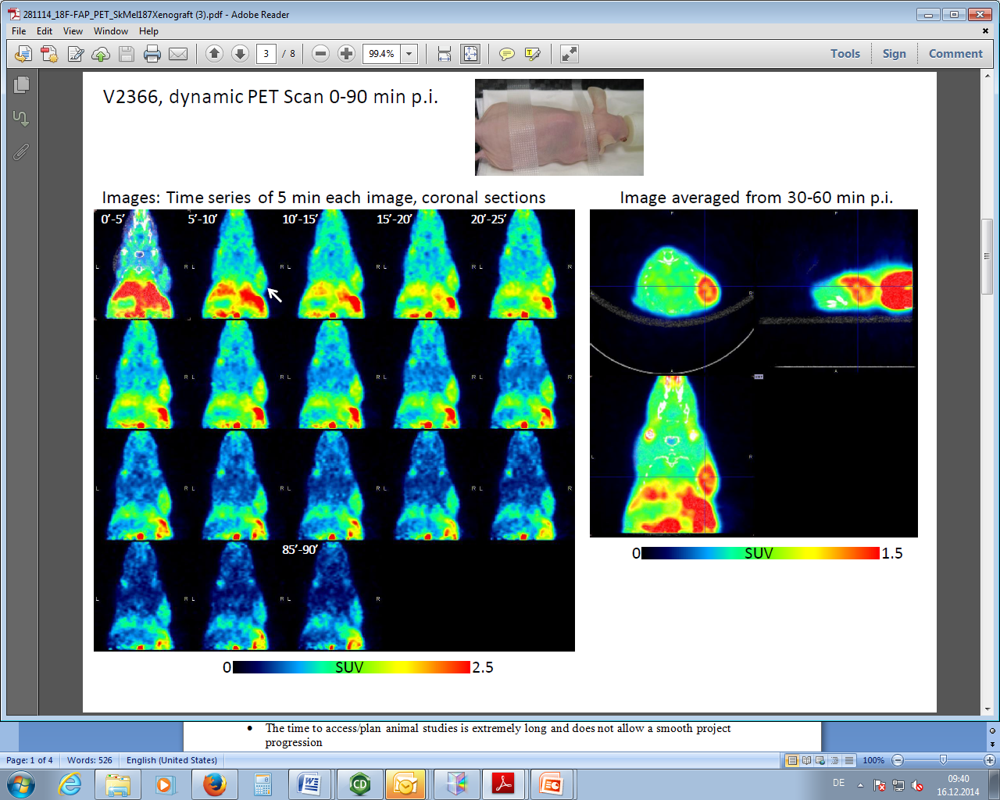 281114_18F-FAP_PET_SkMel187Xenograft (3).pdf - Adobe Reader
File Edit View Window Help
3 / 8 99.4% Tools Sign Comment
V2366, dynamic PET Scan 0-90 min p.i.
Images: Time series of 5 min each image, coronal sections
Image averaged from 30-60 min p.i.
0'-5' 5'-10' 10'-15' 15'-20' 20'-25'
L R L R L R L R L R
L R L R L R L R L R
L R L R L R L R L R
85'-90'
L R L R L R
0 SUV 2.5
L R
A A
L R
0 SUV 1.5
• The time to access/plan animal studies is extremely long and does not allow a smooth project
progression
Page: 1 of 4 Words: 526 English (United States) 100%
DE 09:40
16.12.2014